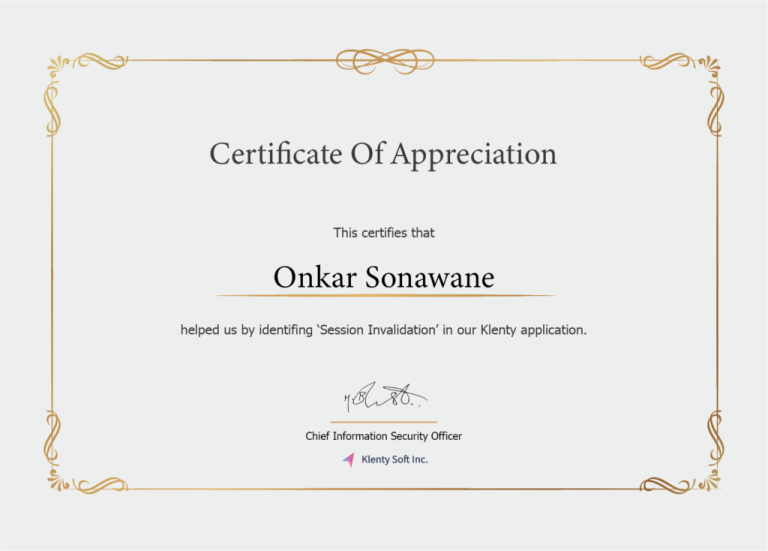 Certificate Of Appreciation
This certifies that
Onkar Sonawane
helped us by identifing ‘Session Invalidation’ in our Klenty application.
Chief Information Security Officer
Klenty Soft Inc.